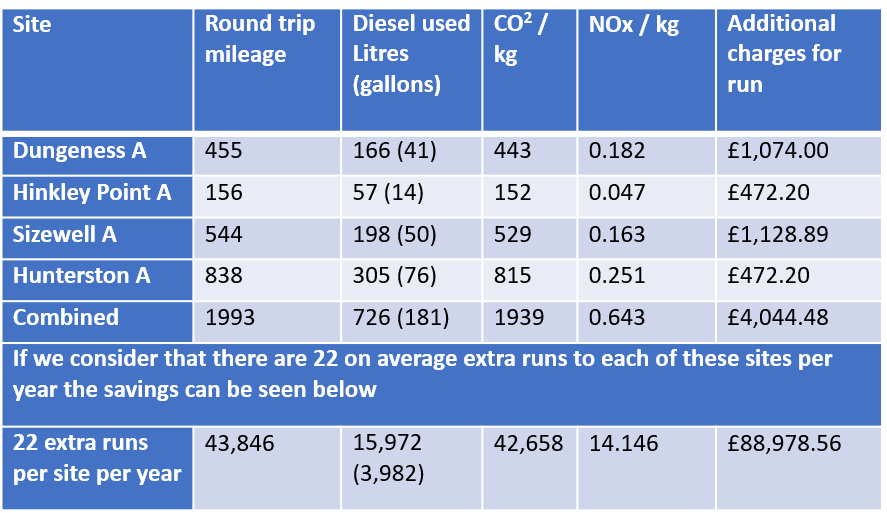 Site Round trip mileage Diesel used Litres (gallons) CO² / kg NOx / kg Additional charges for run
Dungeness A 455 166 (41) 443 0.182 £1,074.00
Hinkley Point A 156 57 (14) 152 0.047 £472.20
Sizewell A 544 198 (50) 529 0.163 £1,128.89
Hunterston A 838 305 (76) 815 0.251 £472.20
Combined 1993 726 (181) 1939 0.643 £4,044.48
If we consider that there are 22 on average extra runs to each of these sites per
year the savings can be seen below
22 extra runs per site per year 43,846 15,972 (3,982) 42,658 14.146 £88,978.56